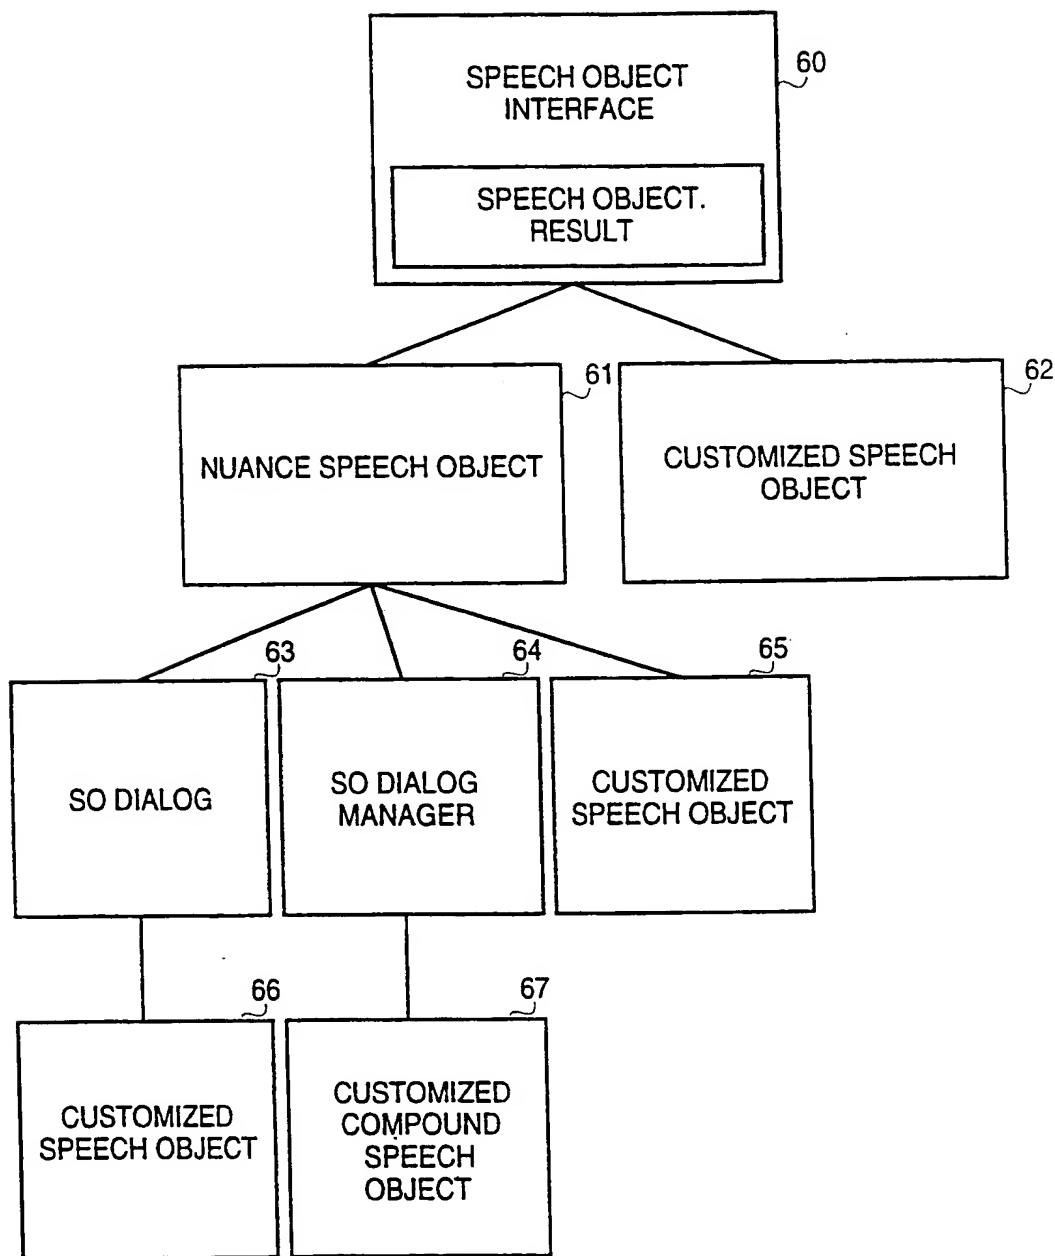 SPEECH OBJECT
INTERFACE
60
SPEECH OBJECT.
RESULT
61
NUANCE SPEECH OBJECT
62
CUSTOMIZED SPEECH
OBJECT
63
SO DIALOG
64
SO DIALOG
MANAGER
65
CUSTOMIZED
SPEECH OBJECT
66
CUSTOMIZED
SPEECH OBJECT
67
CUSTOMIZED
COMPOUND
SPEECH
OBJECT